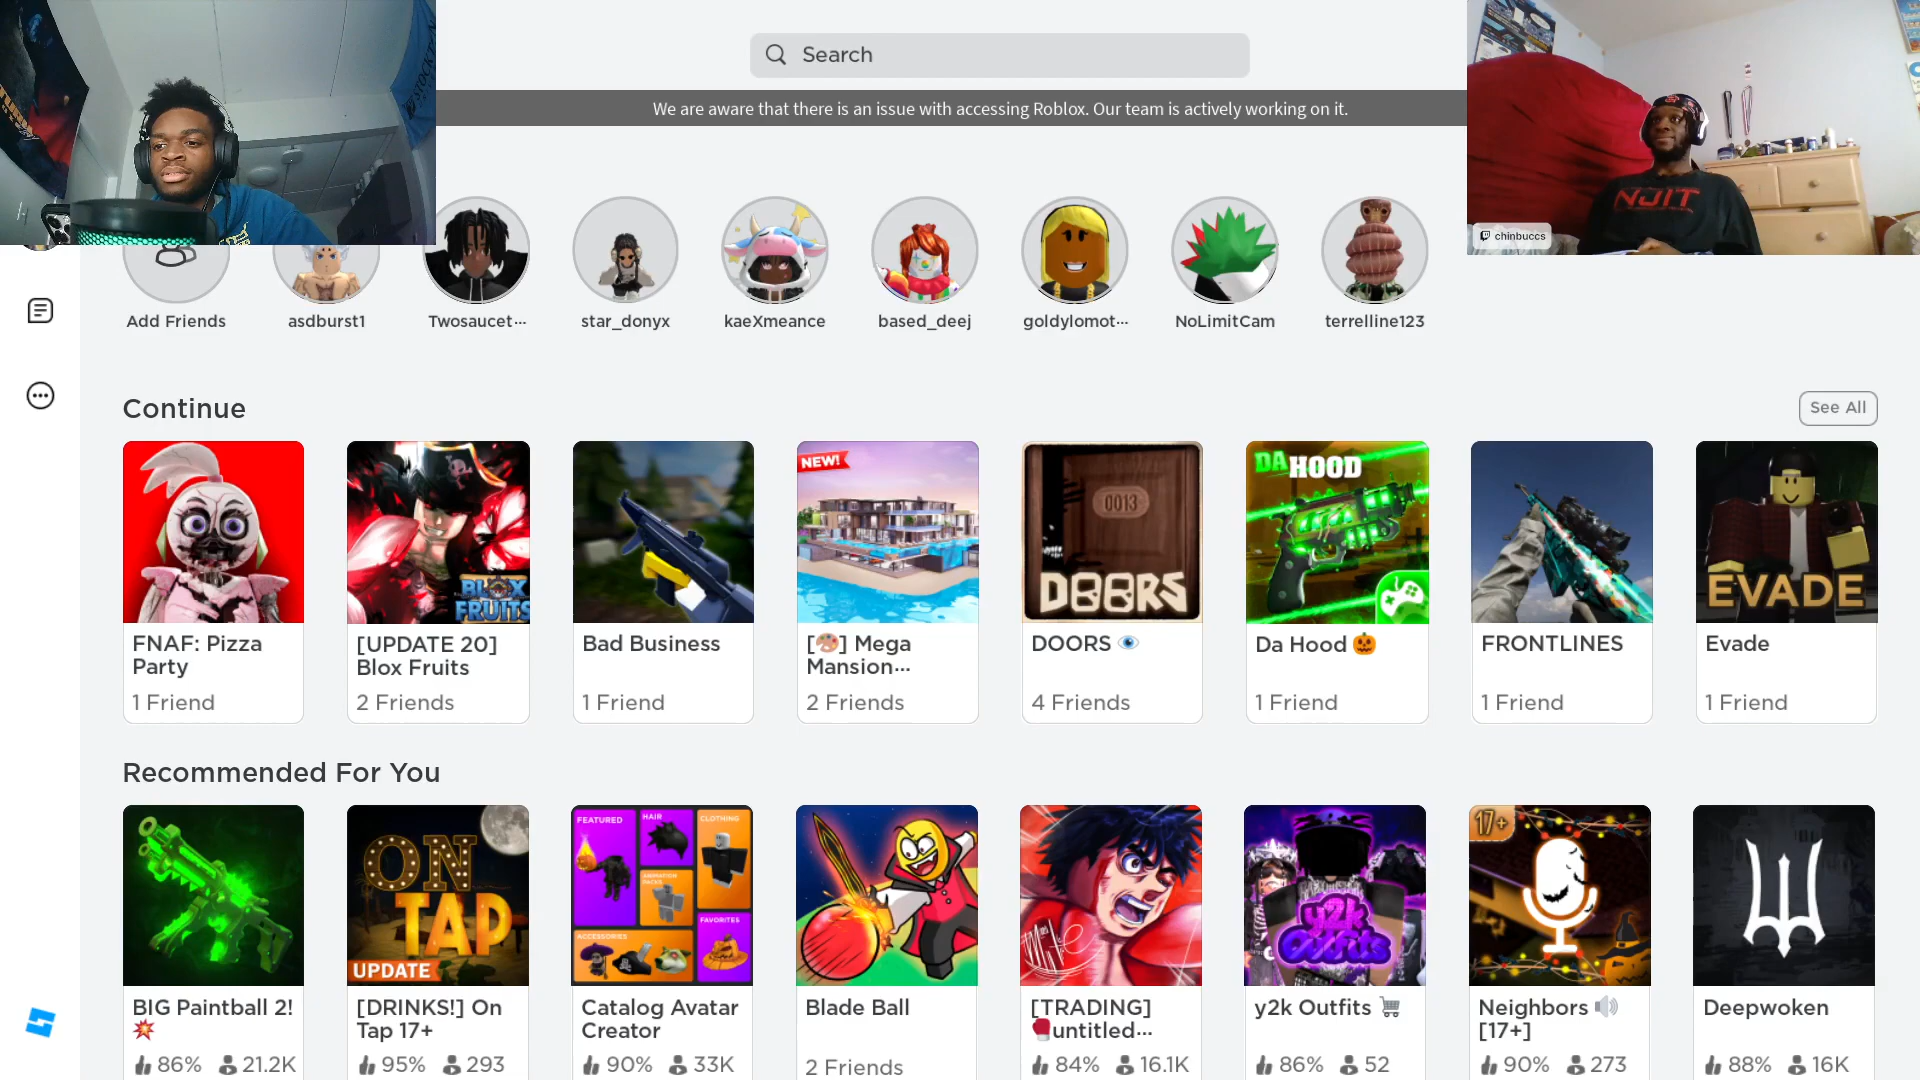 Search
We are aware that there is an issue with accessing Roblox. Our team is actively working on it.
STOCKT
NJIT
chinbuccs
Add Friends
asdburst1
Twosaucet...
star_donyx
kaeXmeance
based_deej
goldylomot...
NoLimitCam
terrelline123
Continue
See All
NEW!
0013
DOORS
DA HOOD
EVADE
BLOX
FRUITS
FNAF: Pizza
Party
1 Friend
[UPDATE 20]
Blox Fruits
2 Friends
Bad Business
1 Friend
[🎨] Mega
Mansion...
2 Friends
DOORS 👁️
4 Friends
Da Hood 🎃
1 Friend
FRONTLINES
1 Friend
Evade
1 Friend
Recommended For You
ON
TAP
UPDATE
FEATURED
HAIR
CLOTHING
ANIMATION
PACKS
FAVORITES
ACCESSORIES
y2k
Outfits
17+
BIG Paintball 2!
💥
86% 21.2K
[DRINKS!] On
Tap 17+
95% 293
Catalog Avatar
Creator
90% 33K
Blade Ball
2 Friends
[TRADING]
🥊untitled...
84% 16.1K
y2k Outfits 🛒
86% 52
Neighbors 🔊
[17+]
90% 273
Deepwoken
88% 16K